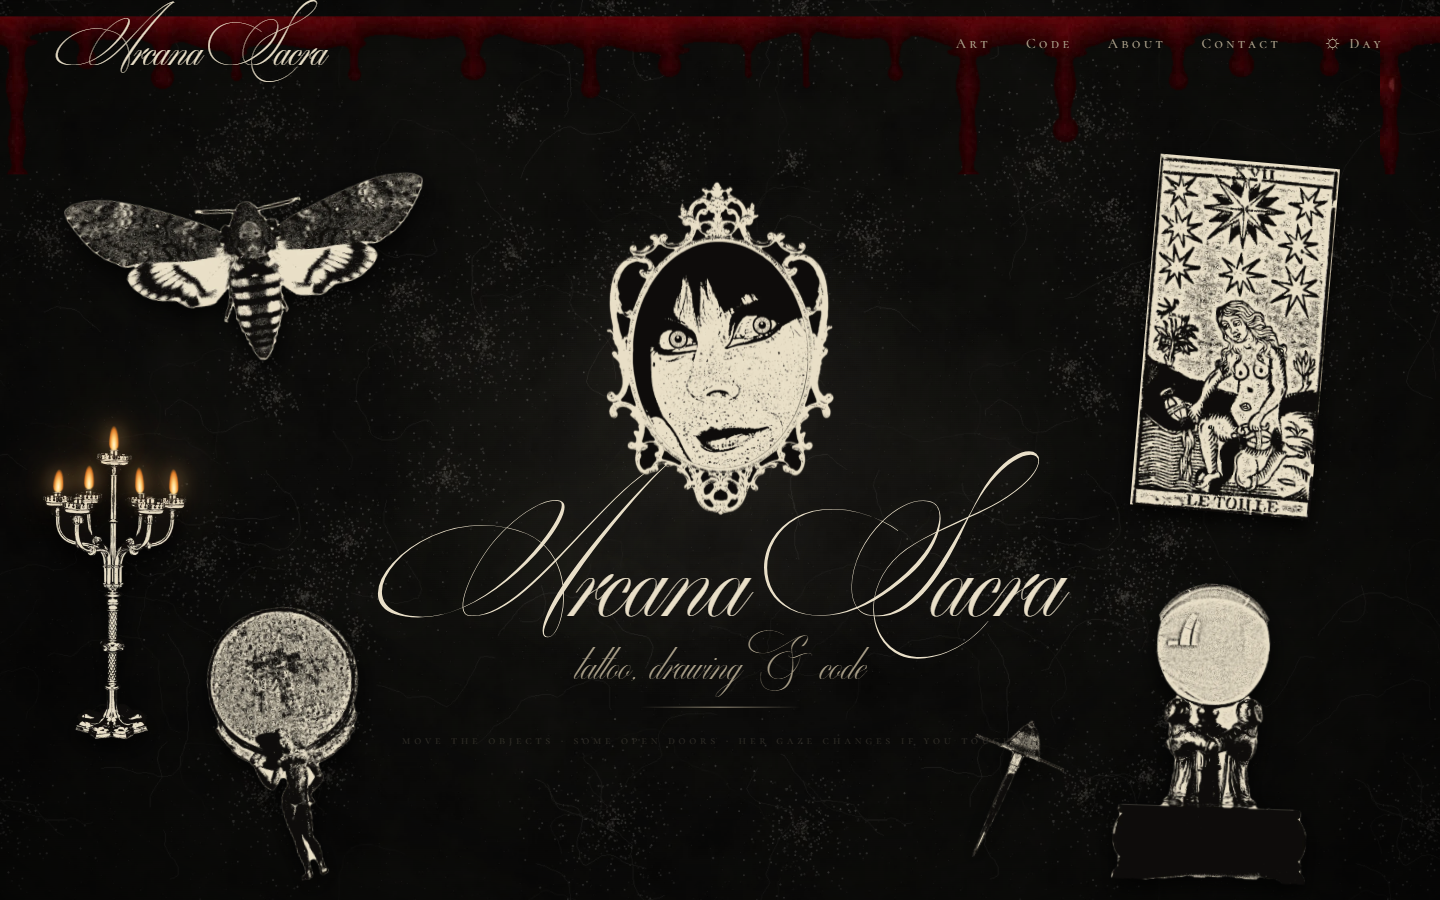 Arcana Sacra
Art Code About Contact Day
XVII
LE TOILLE
Arcana Sacra
tattoo, drawing & code
MOVE THE OBJECTS · SOME OPEN DOORS · HER GAZE CHANGES IF YOU